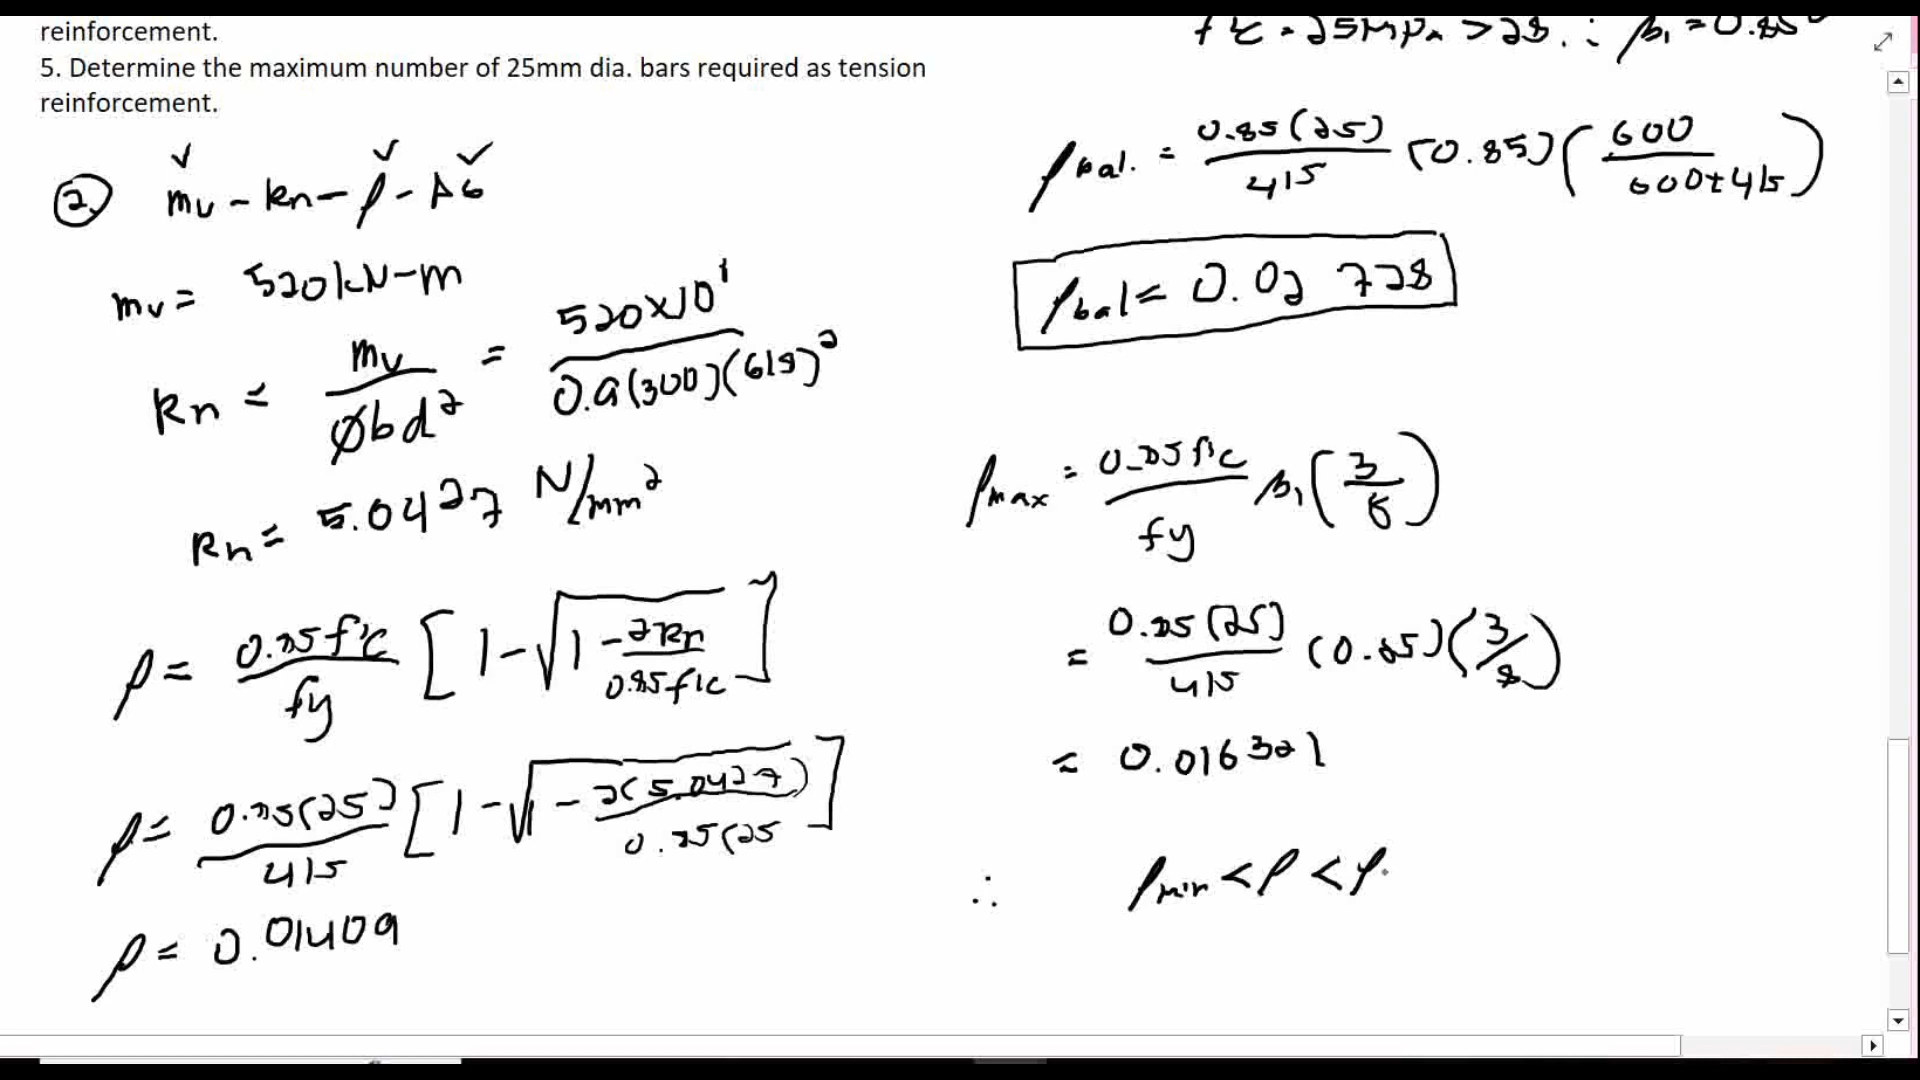 reinforcement.
5. Determine the maximum number of 25mm dia. bars required as tension
reinforcement.
② Mu - Rn - ρ - As
Mu = 520 kN-m
Rn = Mu / φbd² = 520x10⁶ / 0.9(300)(618)²
Rn = 5.0427 N/mm²
ρ = 0.85f'c / fy [1 - √1 - 2Rn / 0.85f'c]
ρ = 0.85(25) / 415 [1 - √1 - 2(5.0427) / 0.85(25]
ρ = 0.01409
f'c = 25MPa > 28 ∴ β₁ = 0.85
ρbal. = 0.85(25) / 415 (0.85) (600 / 600+415)
ρbal = 0.02728
ρmax = 0.85f'c / fy β₁ (3/8)
= 0.85(25) / 415 (0.85) (3/8)
= 0.016321
∴ ρmin < ρ < ρ